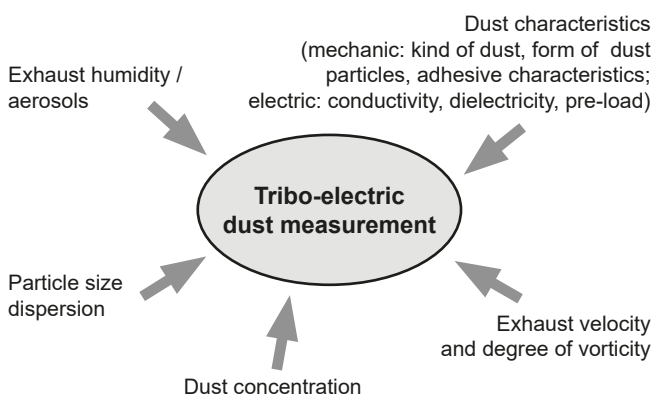 Dust characteristics
(mechanic: kind of dust, form of dust
particles, adhesive characteristics;
electric: conductivity, dielectricity, pre-load)
Exhaust humidity /
aerosols
Tribo-electric
dust measurement
Particle size
dispersion
Exhaust velocity
and degree of vorticity
Dust concentration